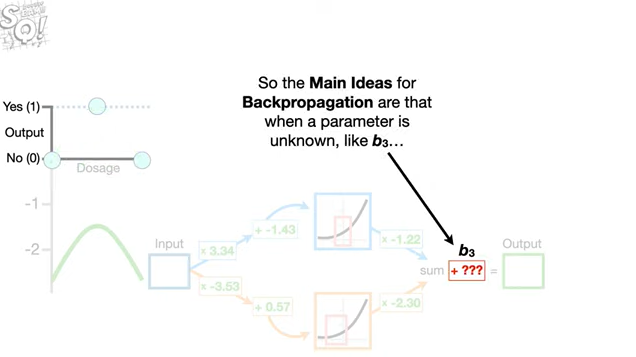 So the Main Ideas for
Backpropagation are that
when a parameter is
unknown, like b₃...
Yes (1)
Output
No (0)
Dosage
-1
-2
Input
x 3.34
+ -1.43
x -1.22
x -3.53
+ 0.57
x -2.30
b₃
sum + ??? =
Output